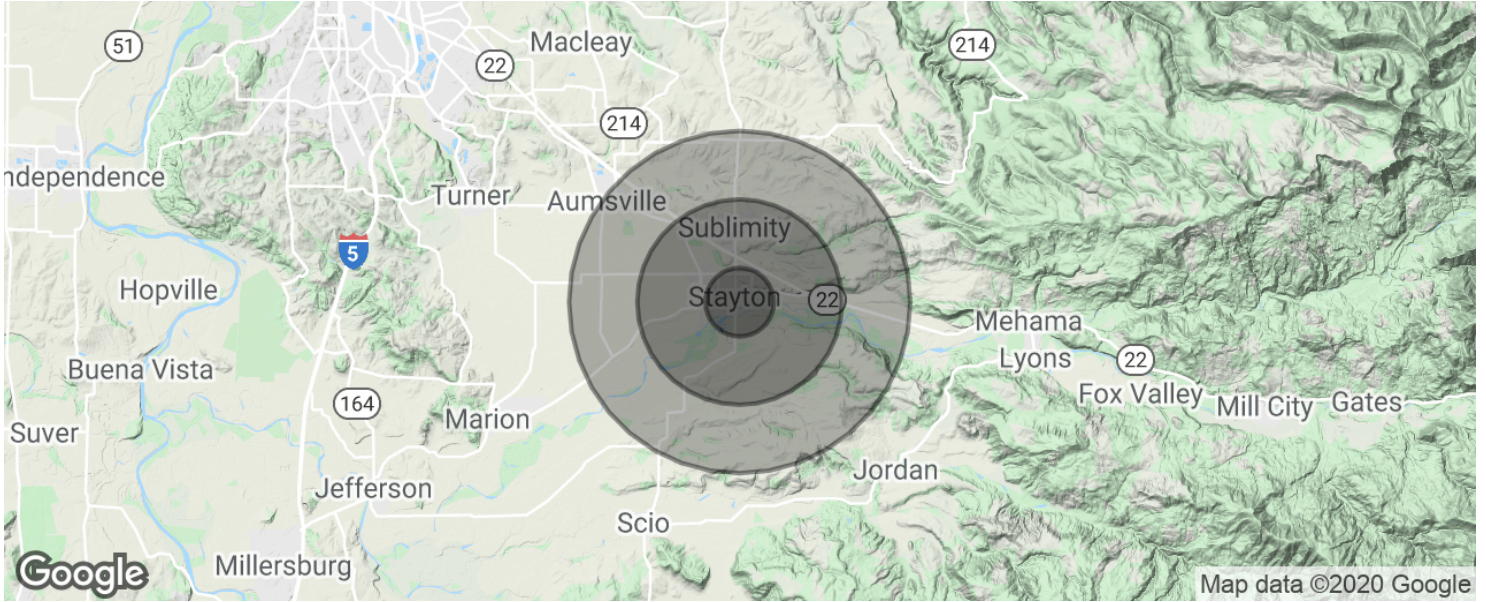 51
Macleay
214
22
214
ndependence
Turner
Aumsville
Sublimity
5
Hopville
Stayton
22
Mehama
Lyons
22
Buena Vista
Fox Valley
Mill City
Gates
164
Marion
Suver
Jordan
Jefferson
Scio
Millersburg
Google
Map data ©2020 Google